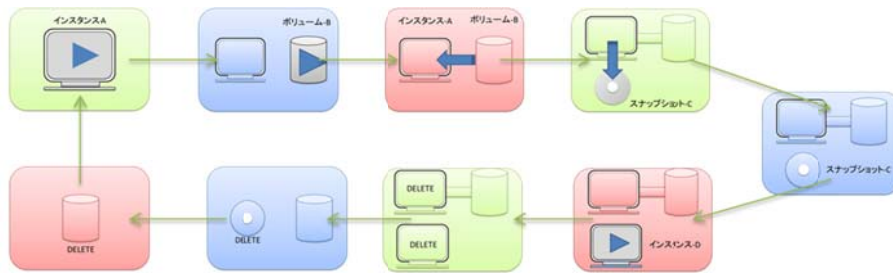 インスタンスA
ボリューム-B
インスタンス-A
ボリューム-B
スナップショット-C
スナップショット-C
インスタンス-D
DELETE
DELETE
DELETE
DELETE